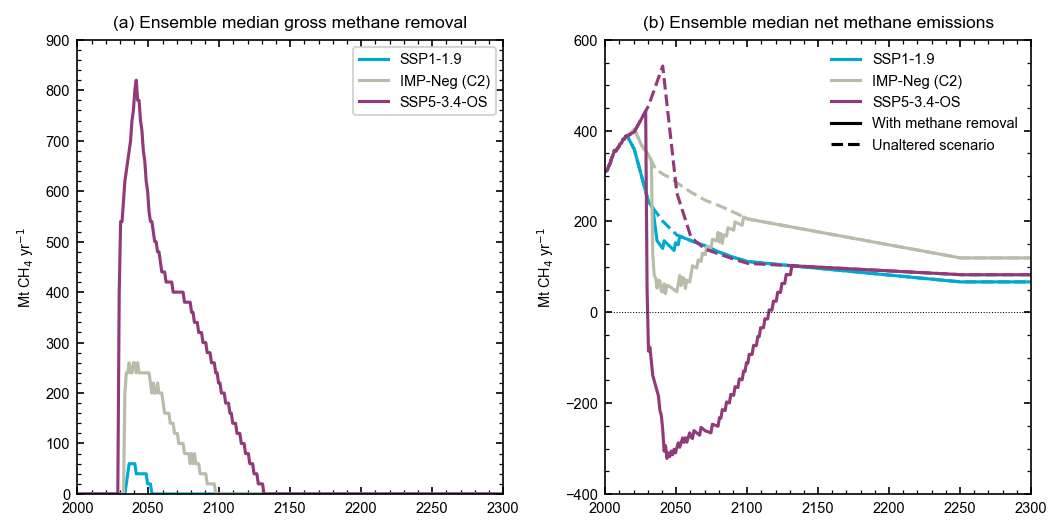 (a) Ensemble median gross methane removal
900
800
700
600
500
400
300
200
100
0
Mt CH₄ yr⁻¹
SSP1-1.9
IMP-Neg (C2)
SSP5-3.4-OS
2000 2050 2100 2150 2200 2250 2300
(b) Ensemble median net methane emissions
600
400
200
0
−200
−400
Mt CH₄ yr⁻¹
SSP1-1.9
IMP-Neg (C2)
SSP5-3.4-OS
With methane removal
Unaltered scenario
2000 2050 2100 2150 2200 2250 2300